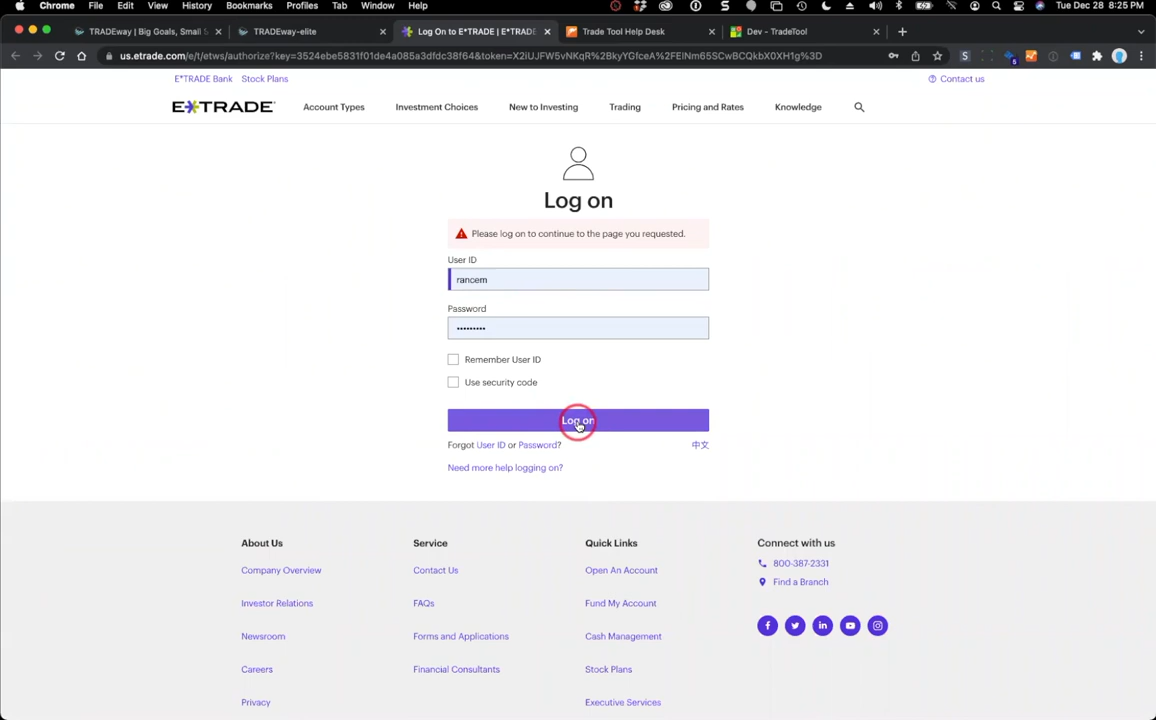 Chrome File Edit View History Bookmarks Profiles Tab Window Help Tue Dec 28 8:25 PM
TRADEway | Big Goals, Small S TRADEway-elite Log On to E*TRADE | E*TRADE Trade Tool Help Desk Dev - TradeTool
us.etrade.com/e/t/etws/authorize?key=3524ebe5831f01de4a085a3dfdc38f64&token=X2iUJFW5vNKqR%2BkyYGfceA%2FEINm65SCwBCQkbX0XH1g%3D
E*TRADE Bank Stock Plans Contact us
E*TRADE Account Types Investment Choices New to Investing Trading Pricing and Rates Knowledge
Log on
Please log on to continue to the page you requested.
User ID
rancem
Password
•••••••••
Remember User ID
Use security code
Log on
Forgot User ID or Password? 中文
Need more help logging on?
About Us Service Quick Links Connect with us
Company Overview Contact Us Open An Account 800-387-2331
Find a Branch
Investor Relations FAQs Fund My Account
Newsroom Forms and Applications Cash Management
Careers Financial Consultants Stock Plans
Privacy Executive Services